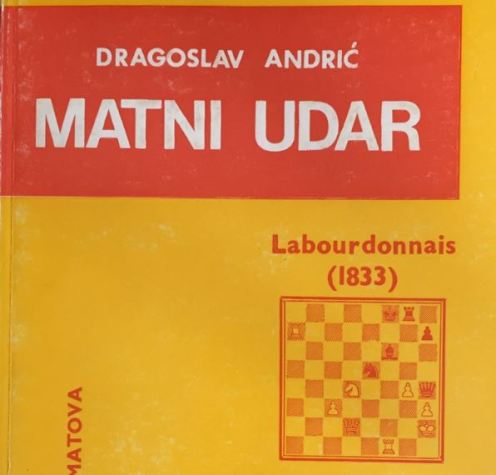 DRAGOSLAV ANDRIĆ
MATNI UDAR
Labourdonnais
(1833)
MATOVA